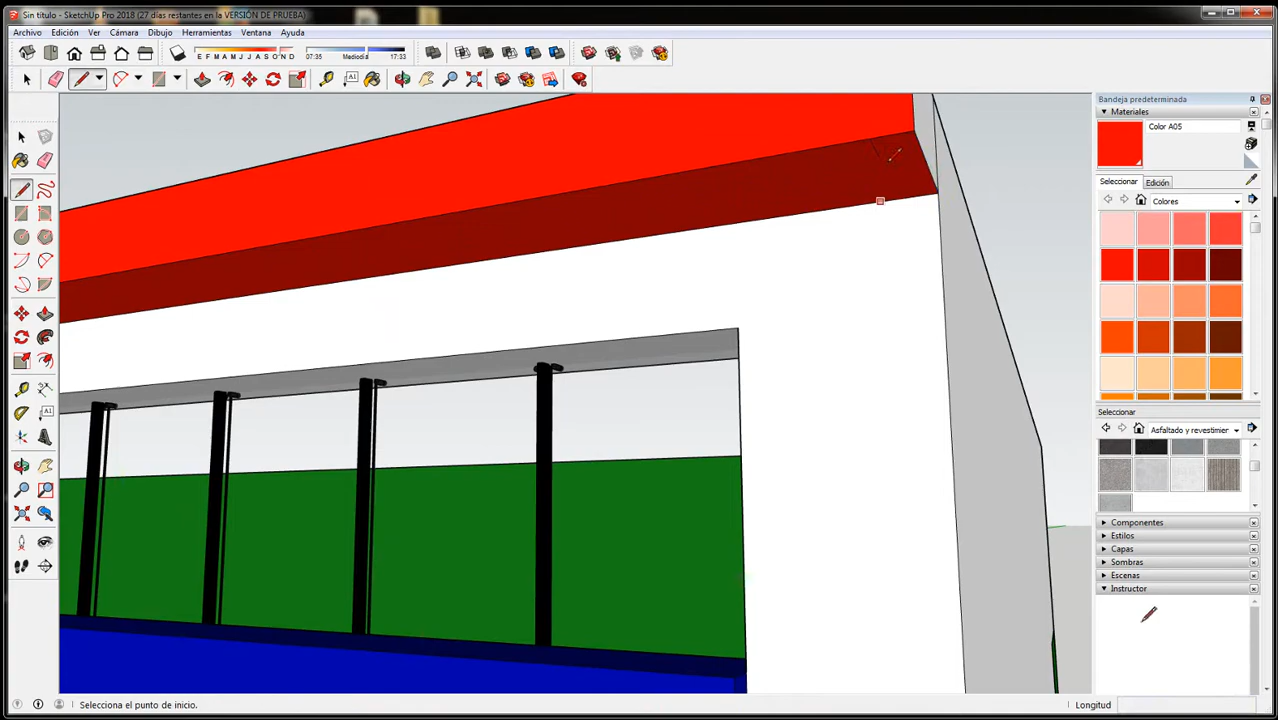 Sin título - SketchUp Pro 2018 (27 días restantes en la VERSIÓN DE PRUEBA)
Archivo Edición Ver Cámara Dibujo Herramientas Ventana Ayuda
E F M A M J J A S O N D 07:35 Mediodía 17:33
A1
Bandeja predeterminada
Materiales
Color A05
Seleccionar Edición
Colores
Seleccionar
Asfaltado y revestimier
A1
Componentes
Estilos
Capas
Sombras
Escenas
Instructor
Selecciona el punto de inicio.
Longitud